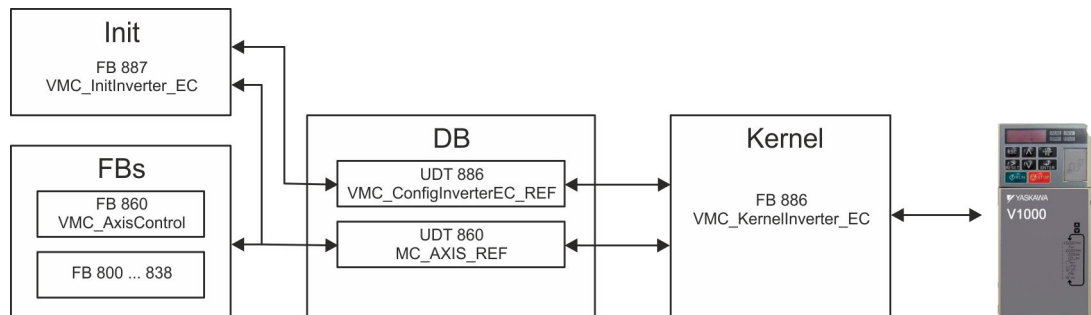 Init
FB 887
VMC_InitInverter_EC
FBs
FB 860
VMC_AxisControl
FB 800 ... 838
DB
UDT 886
VMC_ConfigInverterEC_REF
UDT 860
MC_AXIS_REF
Kernel
FB 886
VMC_KernelInverter_EC
YASKAWA
V1000